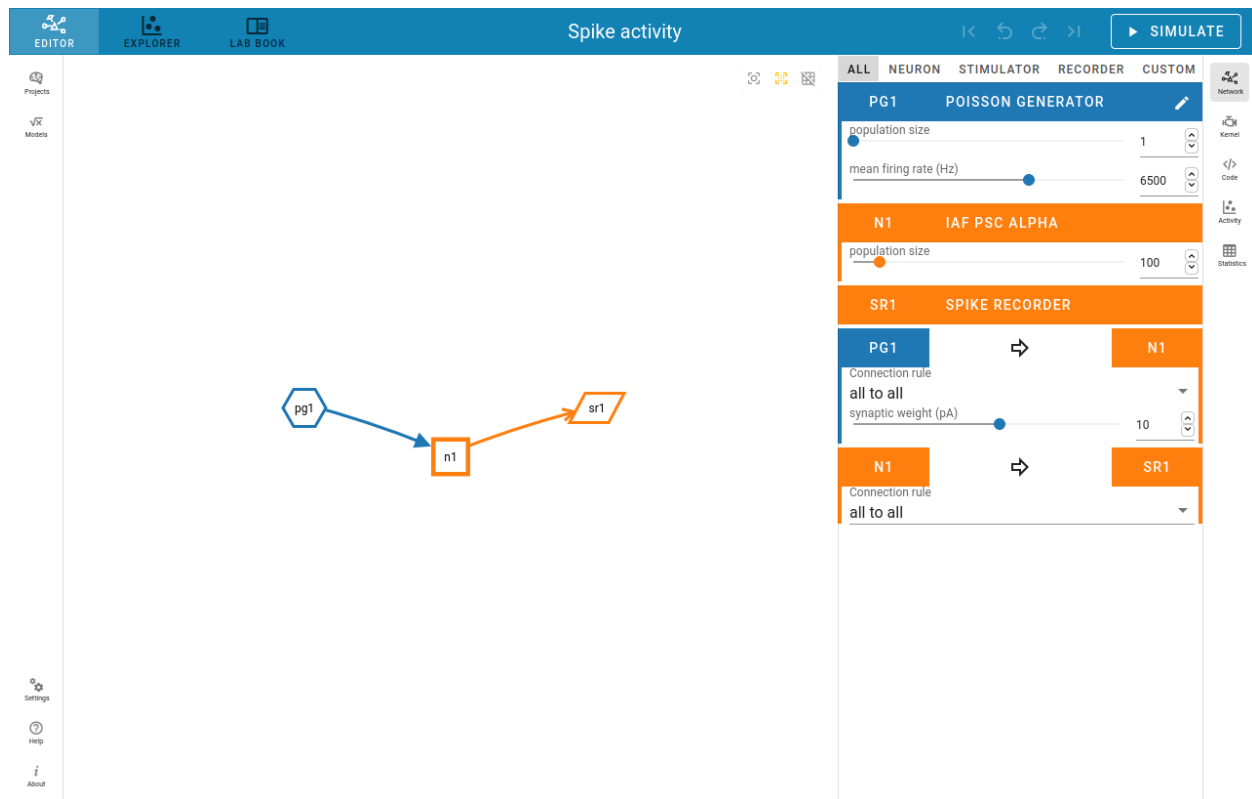 EDITOR
EXPLORER
LAB BOOK
Spike activity
SIMULATE
Projects
Models
ALL NEURON STIMULATOR RECORDER CUSTOM
PG1 POISSON GENERATOR
population size
1
mean firing rate (Hz)
6500
N1 IAF PSC ALPHA
population size
100
SR1 SPIKE RECORDER
PG1 N1
Connection rule
all to all
synaptic weight (pA)
10
N1 SR1
Connection rule
all to all
Network
Kernel
</>
Code
Activity
Statistics
pg1
n1
sr1
Settings
Help
i
About